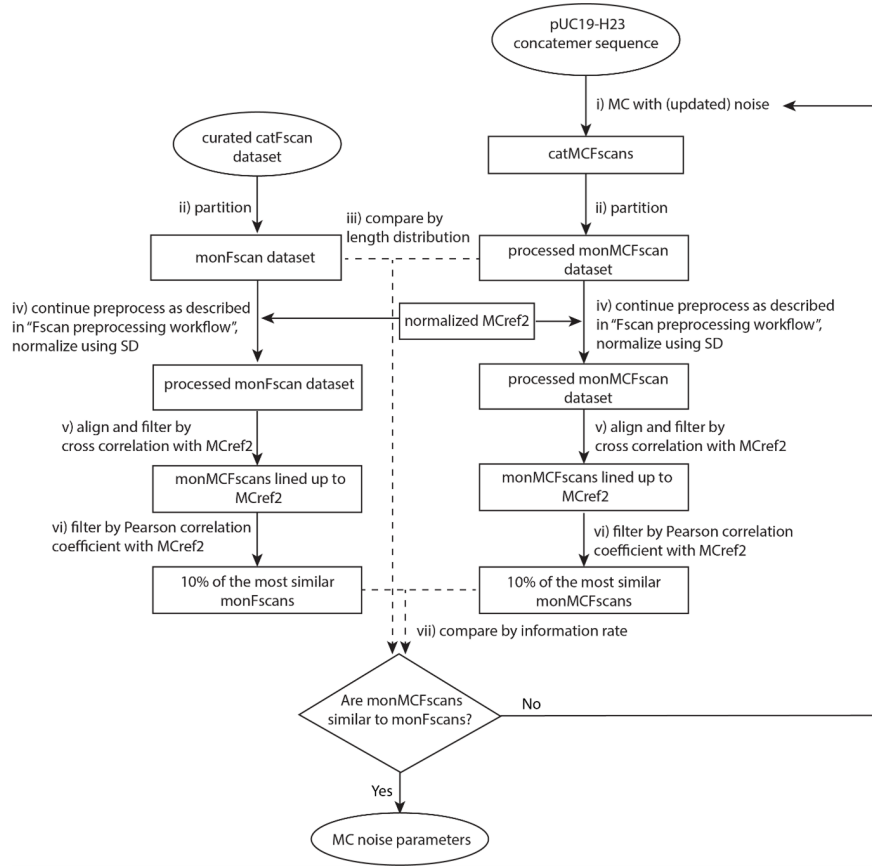 pUC19-H23
concatemer sequence
i) MC with (updated) noise
curated catFscan
dataset
catMCFscans
ii) partition
ii) partition
iii) compare by
length distribution
monFscan dataset
processed monMCFscan
dataset
iv) continue preprocess as described
in “Fscan preprocessing workflow”,
normalize using SD
normalized MCref2
iv) continue preprocess as described
in “Fscan preprocessing workflow”,
normalize using SD
processed monFscan dataset
processed monMCFscan
dataset
v) align and filter by
cross correlation with MCref2
v) align and filter by
cross correlation with MCref2
monMCFscans lined up to
MCref2
monMCFscans lined up to
MCref2
vi) filter by Pearson correlation
coefficient with MCref2
vi) filter by Pearson correlation
coefficient with MCref2
10% of the most similar
monFscans
10% of the most similar
monMCFscans
vii) compare by information rate
Are monMCFscans
similar to monFscans?
No
Yes
MC noise parameters